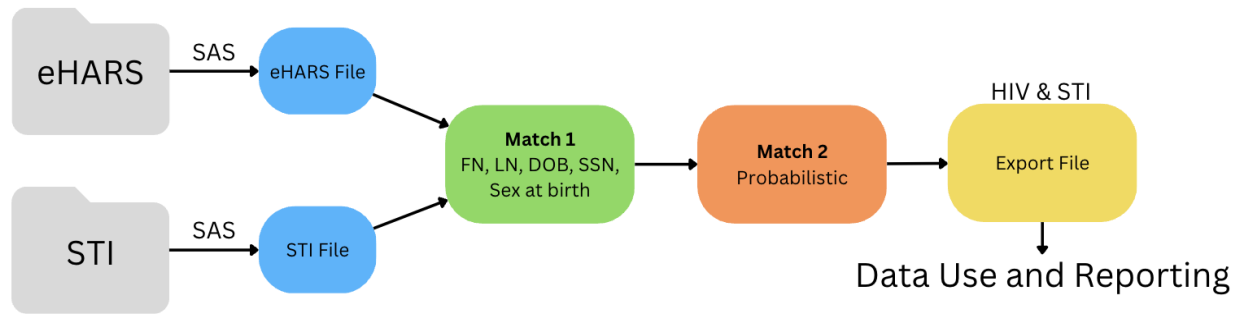 eHARS
SAS
eHARS File
STI
SAS
STI File
Match 1
FN, LN, DOB, SSN,
Sex at birth
Match 2
Probabilistic
HIV & STI
Export File
Data Use and Reporting